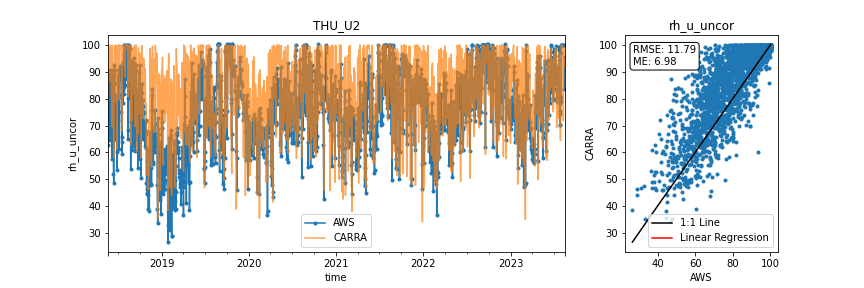 THU_U2
rh_u_uncor
100
90
80
70
60
50
40
30
2019
2020
2021
2022
2023
time
AWS
CARRA
rh_u_uncor
RMSE: 11.79
ME: 6.98
CARRA
100
90
80
70
60
50
40
30
40
60
80
100
AWS
1:1 Line
Linear Regression